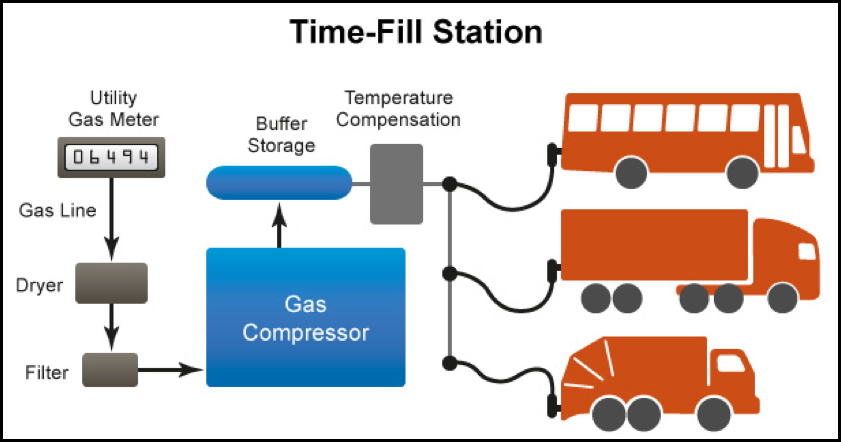 Time-Fill Station
Utility
Gas Meter
06494
Gas Line
Dryer
Filter
Buffer
Storage
Gas
Compressor
Temperature
Compensation